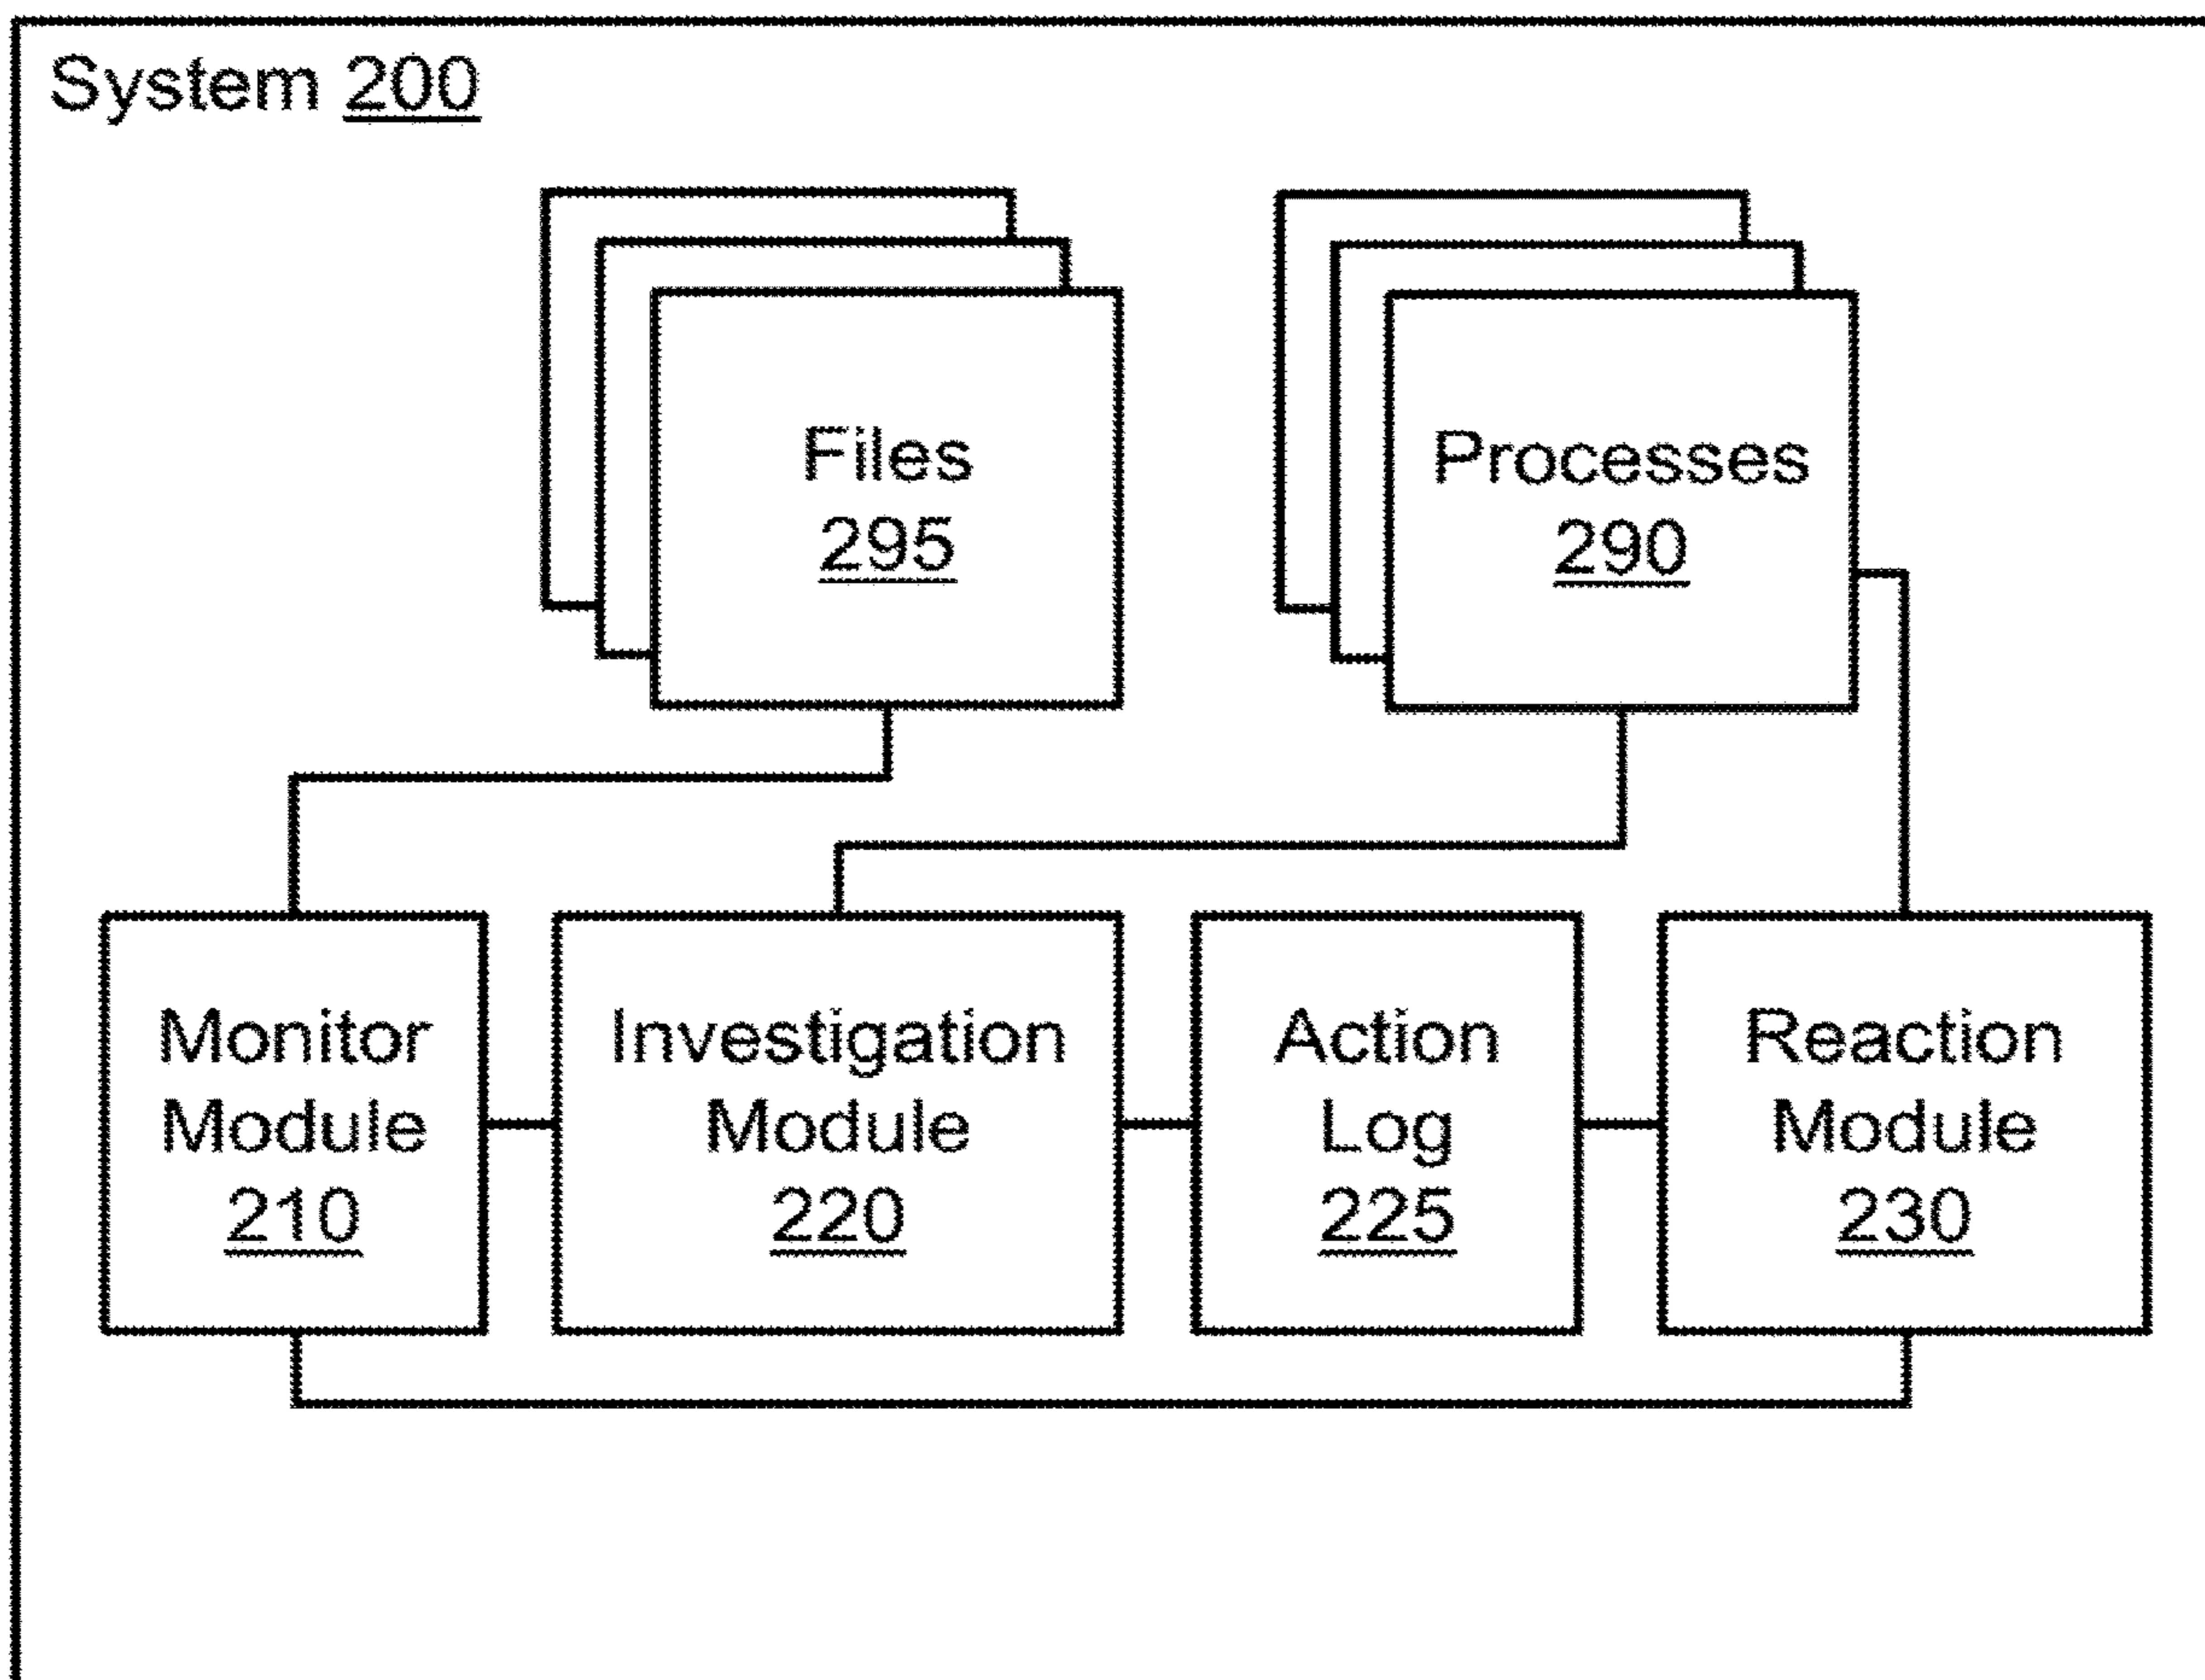 System 200
Files
295
Processes
290
Monitor
Module
210
Investigation
Module
220
Action
Log
225
Reaction
Module
230